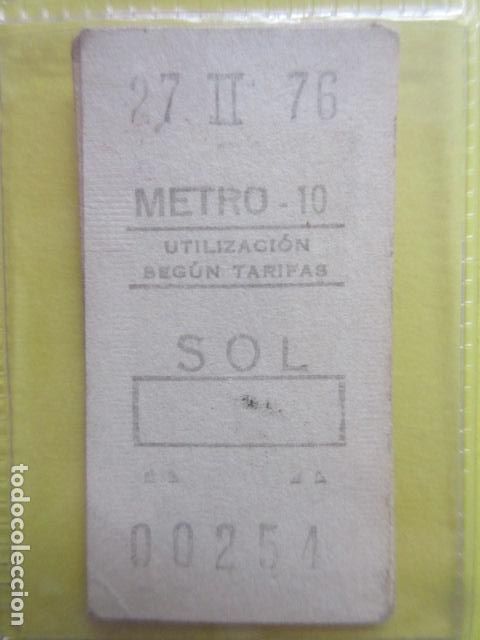 27 II 76
METRO - 10
UTILIZACIÓN
SEGÚN TARIFAS
SOL
00254
todocoleccion